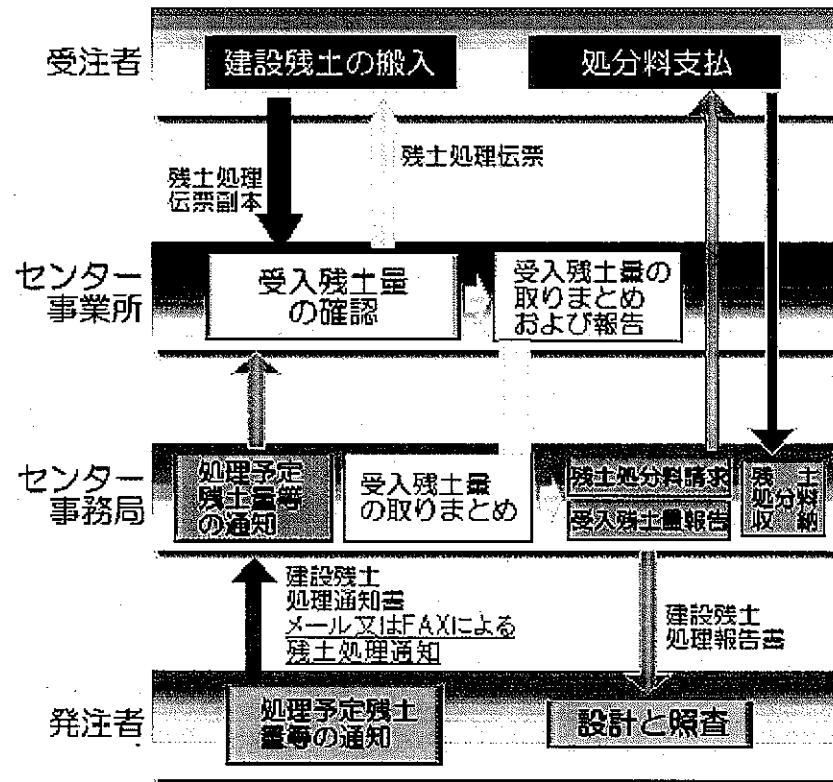 受注者
建設残土の搬入
処分料支払
残土処理
伝票副本
残土処理伝票
センター
事業所
受入残土量
の確認
受入残土量の
取りまとめ
および報告
センター
事務局
処理予定
残土量等
の通知
受入残土量
の取りまとめ
残土処分料請求
受入残土量報告
残土
処分料
収納
建設残土
処理通知書
メール又はFAXによる
残土処理通知
建設残土
処理報告書
発注者
処理予定残土
量等の通知
設計と照査